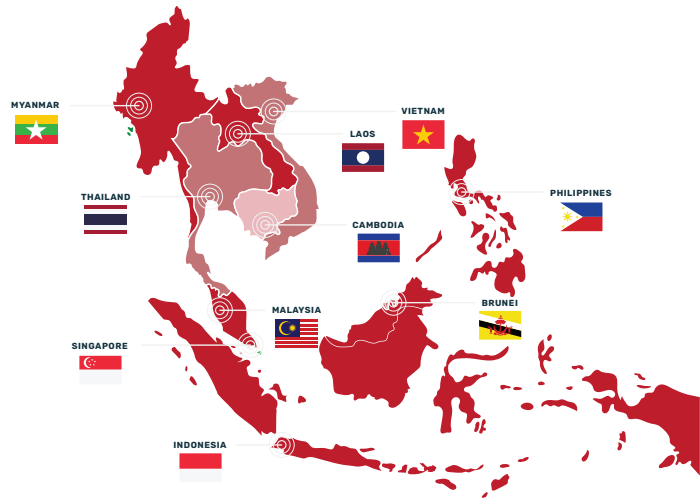 MYANMAR
VIETNAM
LAOS
THAILAND
PHILIPPINES
CAMBODIA
MALAYSIA
BRUNEI
SINGAPORE
INDONESIA